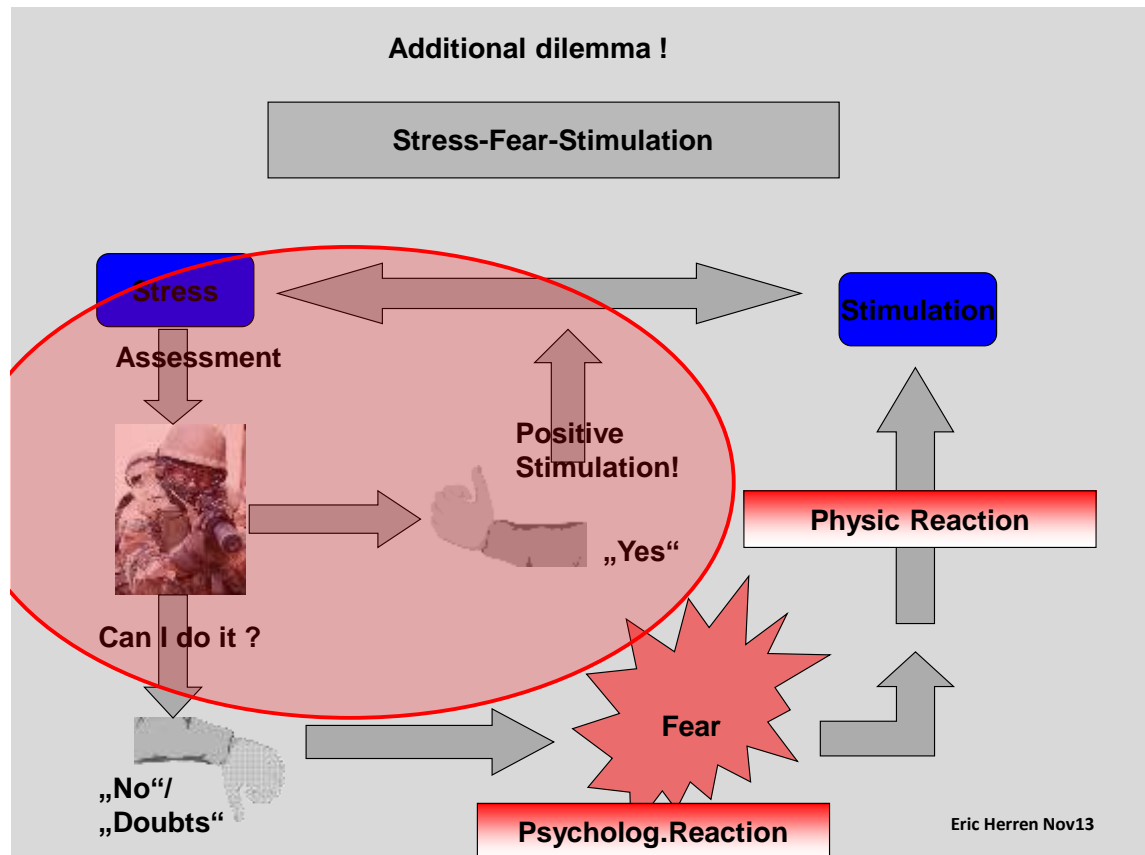 Additional dilemma !
Stress-Fear-Stimulation
Stress
Stimulation
Assessment
Positive
Stimulation!
„Yes“
Physic Reaction
Can I do it ?
Fear
„No“/
„Doubts“
Psycholog.Reaction
Eric Herren Nov13